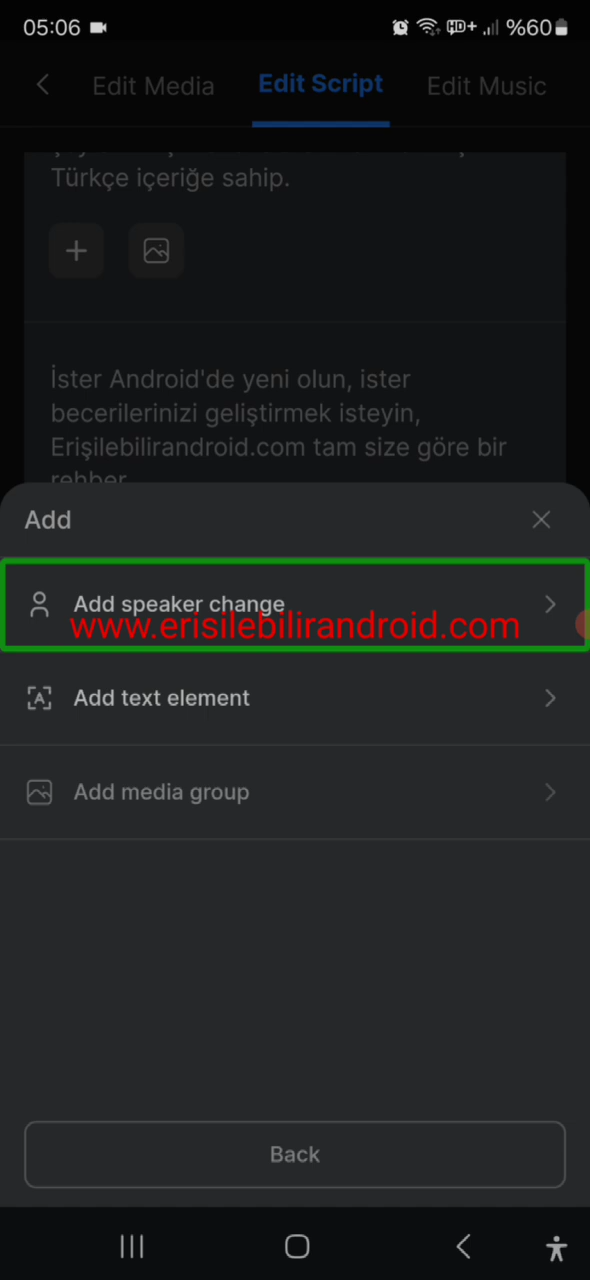 05:06 HD+ %60
Edit Media Edit Script Edit Music
Türkçe içeriğe sahip.
İster Android'de yeni olun, ister
becerilerinizi geliştirmek isteyin,
Erişilebilirandroid.com tam size göre bir
rehber
Add
Add speaker change
www.erisilebilirandroid.com
Add text element
Add media group
Back